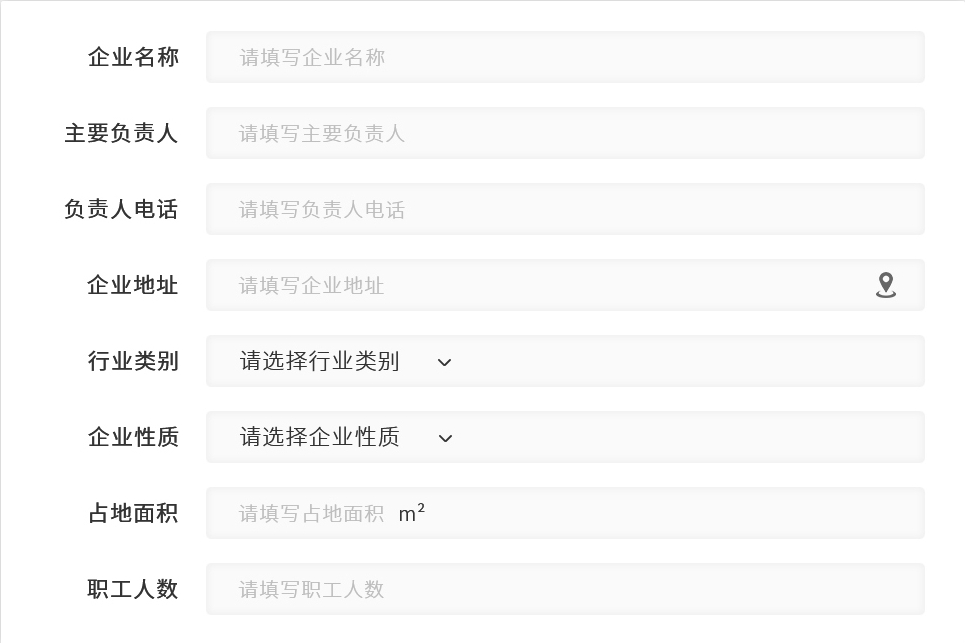 企业名称 请填写企业名称
主要负责人 请填写主要负责人
负责人电话 请填写负责人电话
企业地址 请填写企业地址
行业类别 请选择行业类别
企业性质 请选择企业性质
占地面积 请填写占地面积 m²
职工人数 请填写职工人数